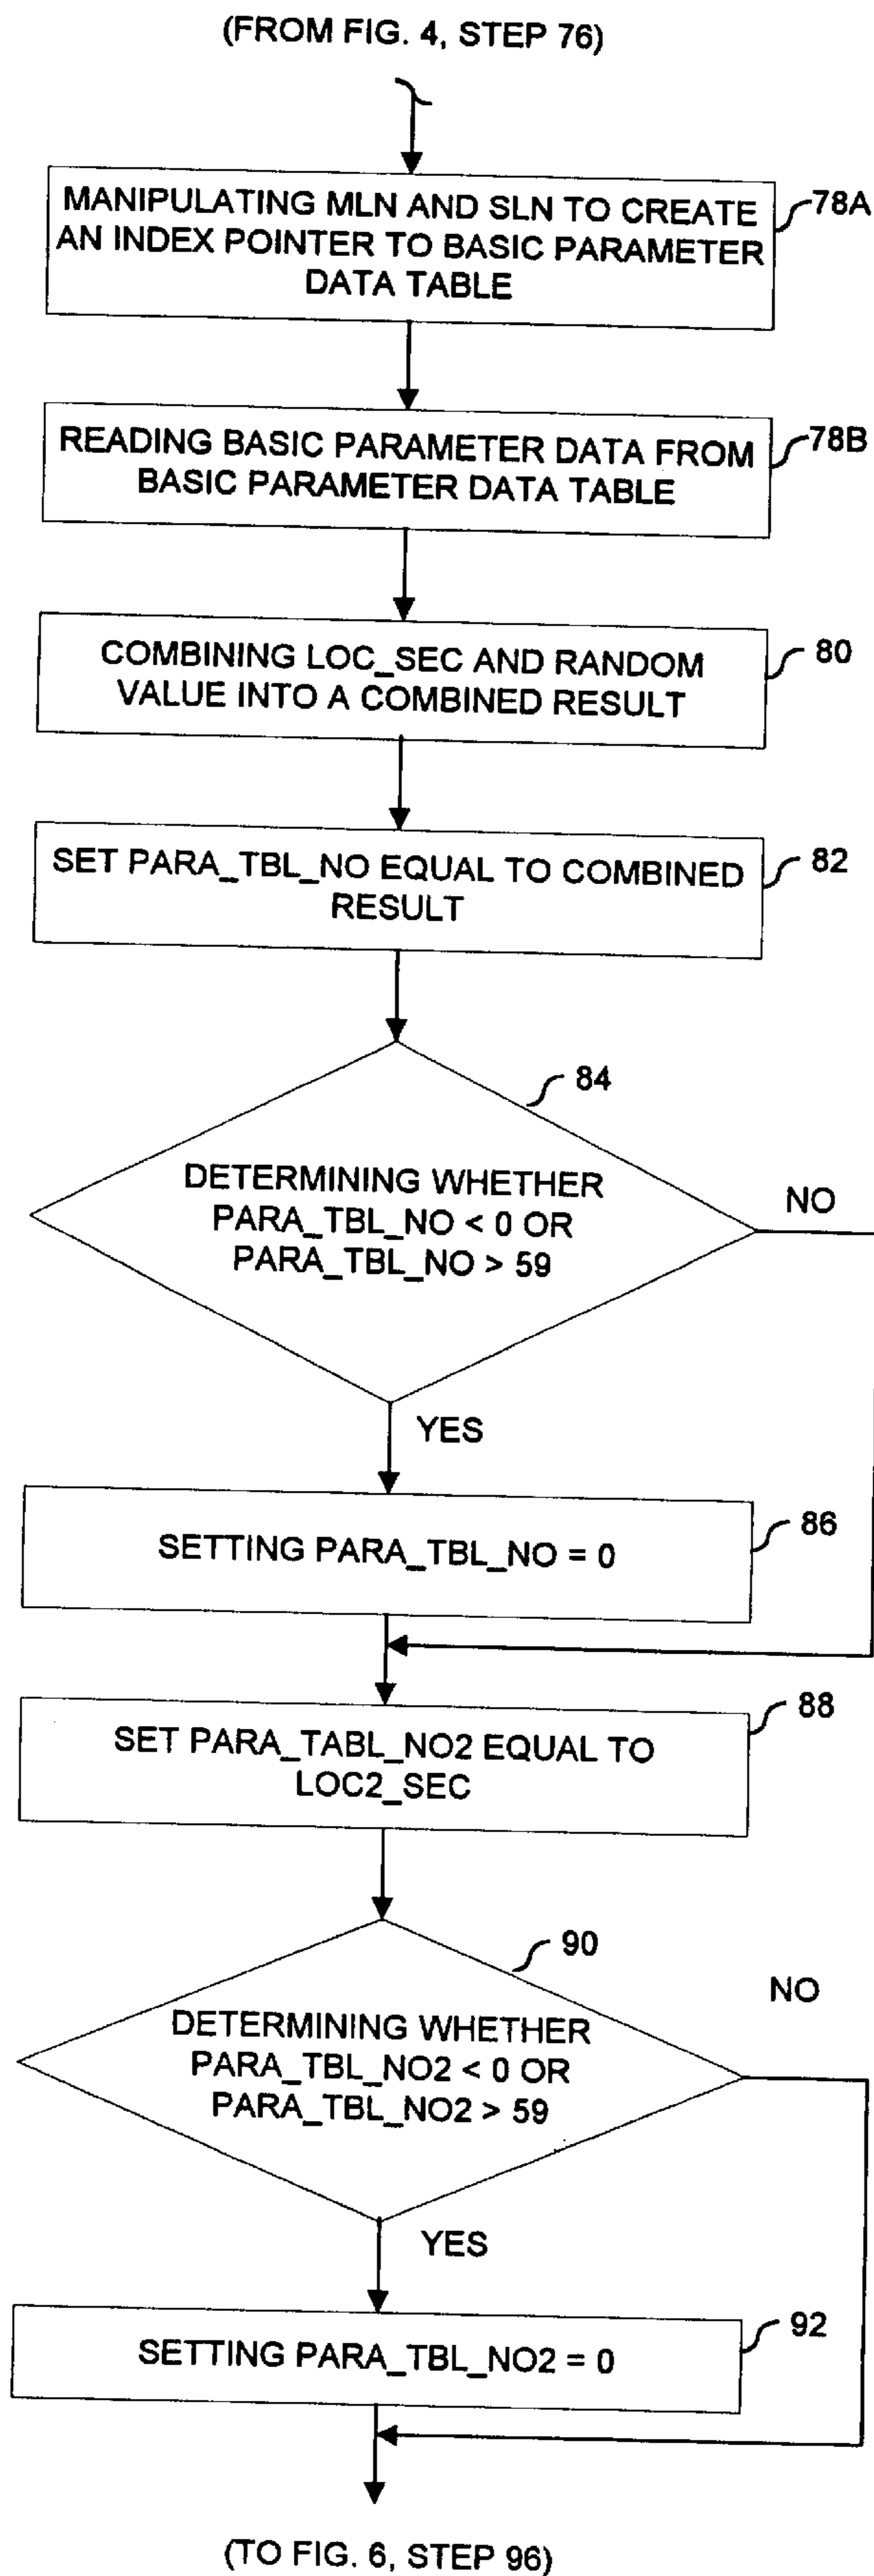 (FROM FIG. 4, STEP 76)
MANIPULATING MLN AND SLN TO CREATE
AN INDEX POINTER TO BASIC PARAMETER
DATA TABLE
78A
READING BASIC PARAMETER DATA FROM
BASIC PARAMETER DATA TABLE
78B
COMBINING LOC_SEC AND RANDOM
VALUE INTO A COMBINED RESULT
80
SET PARA_TBL_NO EQUAL TO COMBINED
RESULT
82
84
DETERMINING WHETHER
PARA_TBL_NO < 0 OR
PARA_TBL_NO > 59
NO
YES
SETTING PARA_TBL_NO = 0
86
SET PARA_TABL_NO2 EQUAL TO
LOC2_SEC
88
90
DETERMINING WHETHER
PARA_TBL_NO2 < 0 OR
PARA_TBL_NO2 > 59
NO
YES
SETTING PARA_TBL_NO2 = 0
92
(TO FIG. 6, STEP 96)